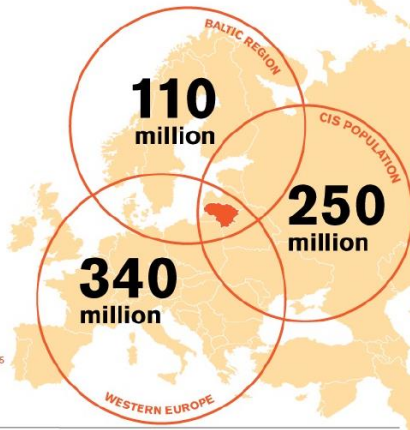 BALTIC REGION
110
million
CIS POPULATION
250
million
340
million
WESTERN EUROPE